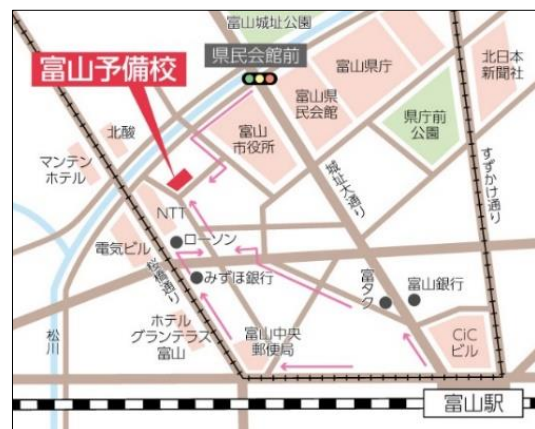 富山城址公園
県民会館前
富山県庁
北日本
新聞社
富山予備校
北酸
富山
市役所
富山県
民会館
県庁前
公園
マンテン
ホテル
城址大通り
すずかけ通り
NTT
電気ビル
ローソン
桜橋通り
みずほ銀行
富タク
富山銀行
松川
ホテル
グランテラス
富山
富山中央
郵便局
CiC
ビル
富山駅